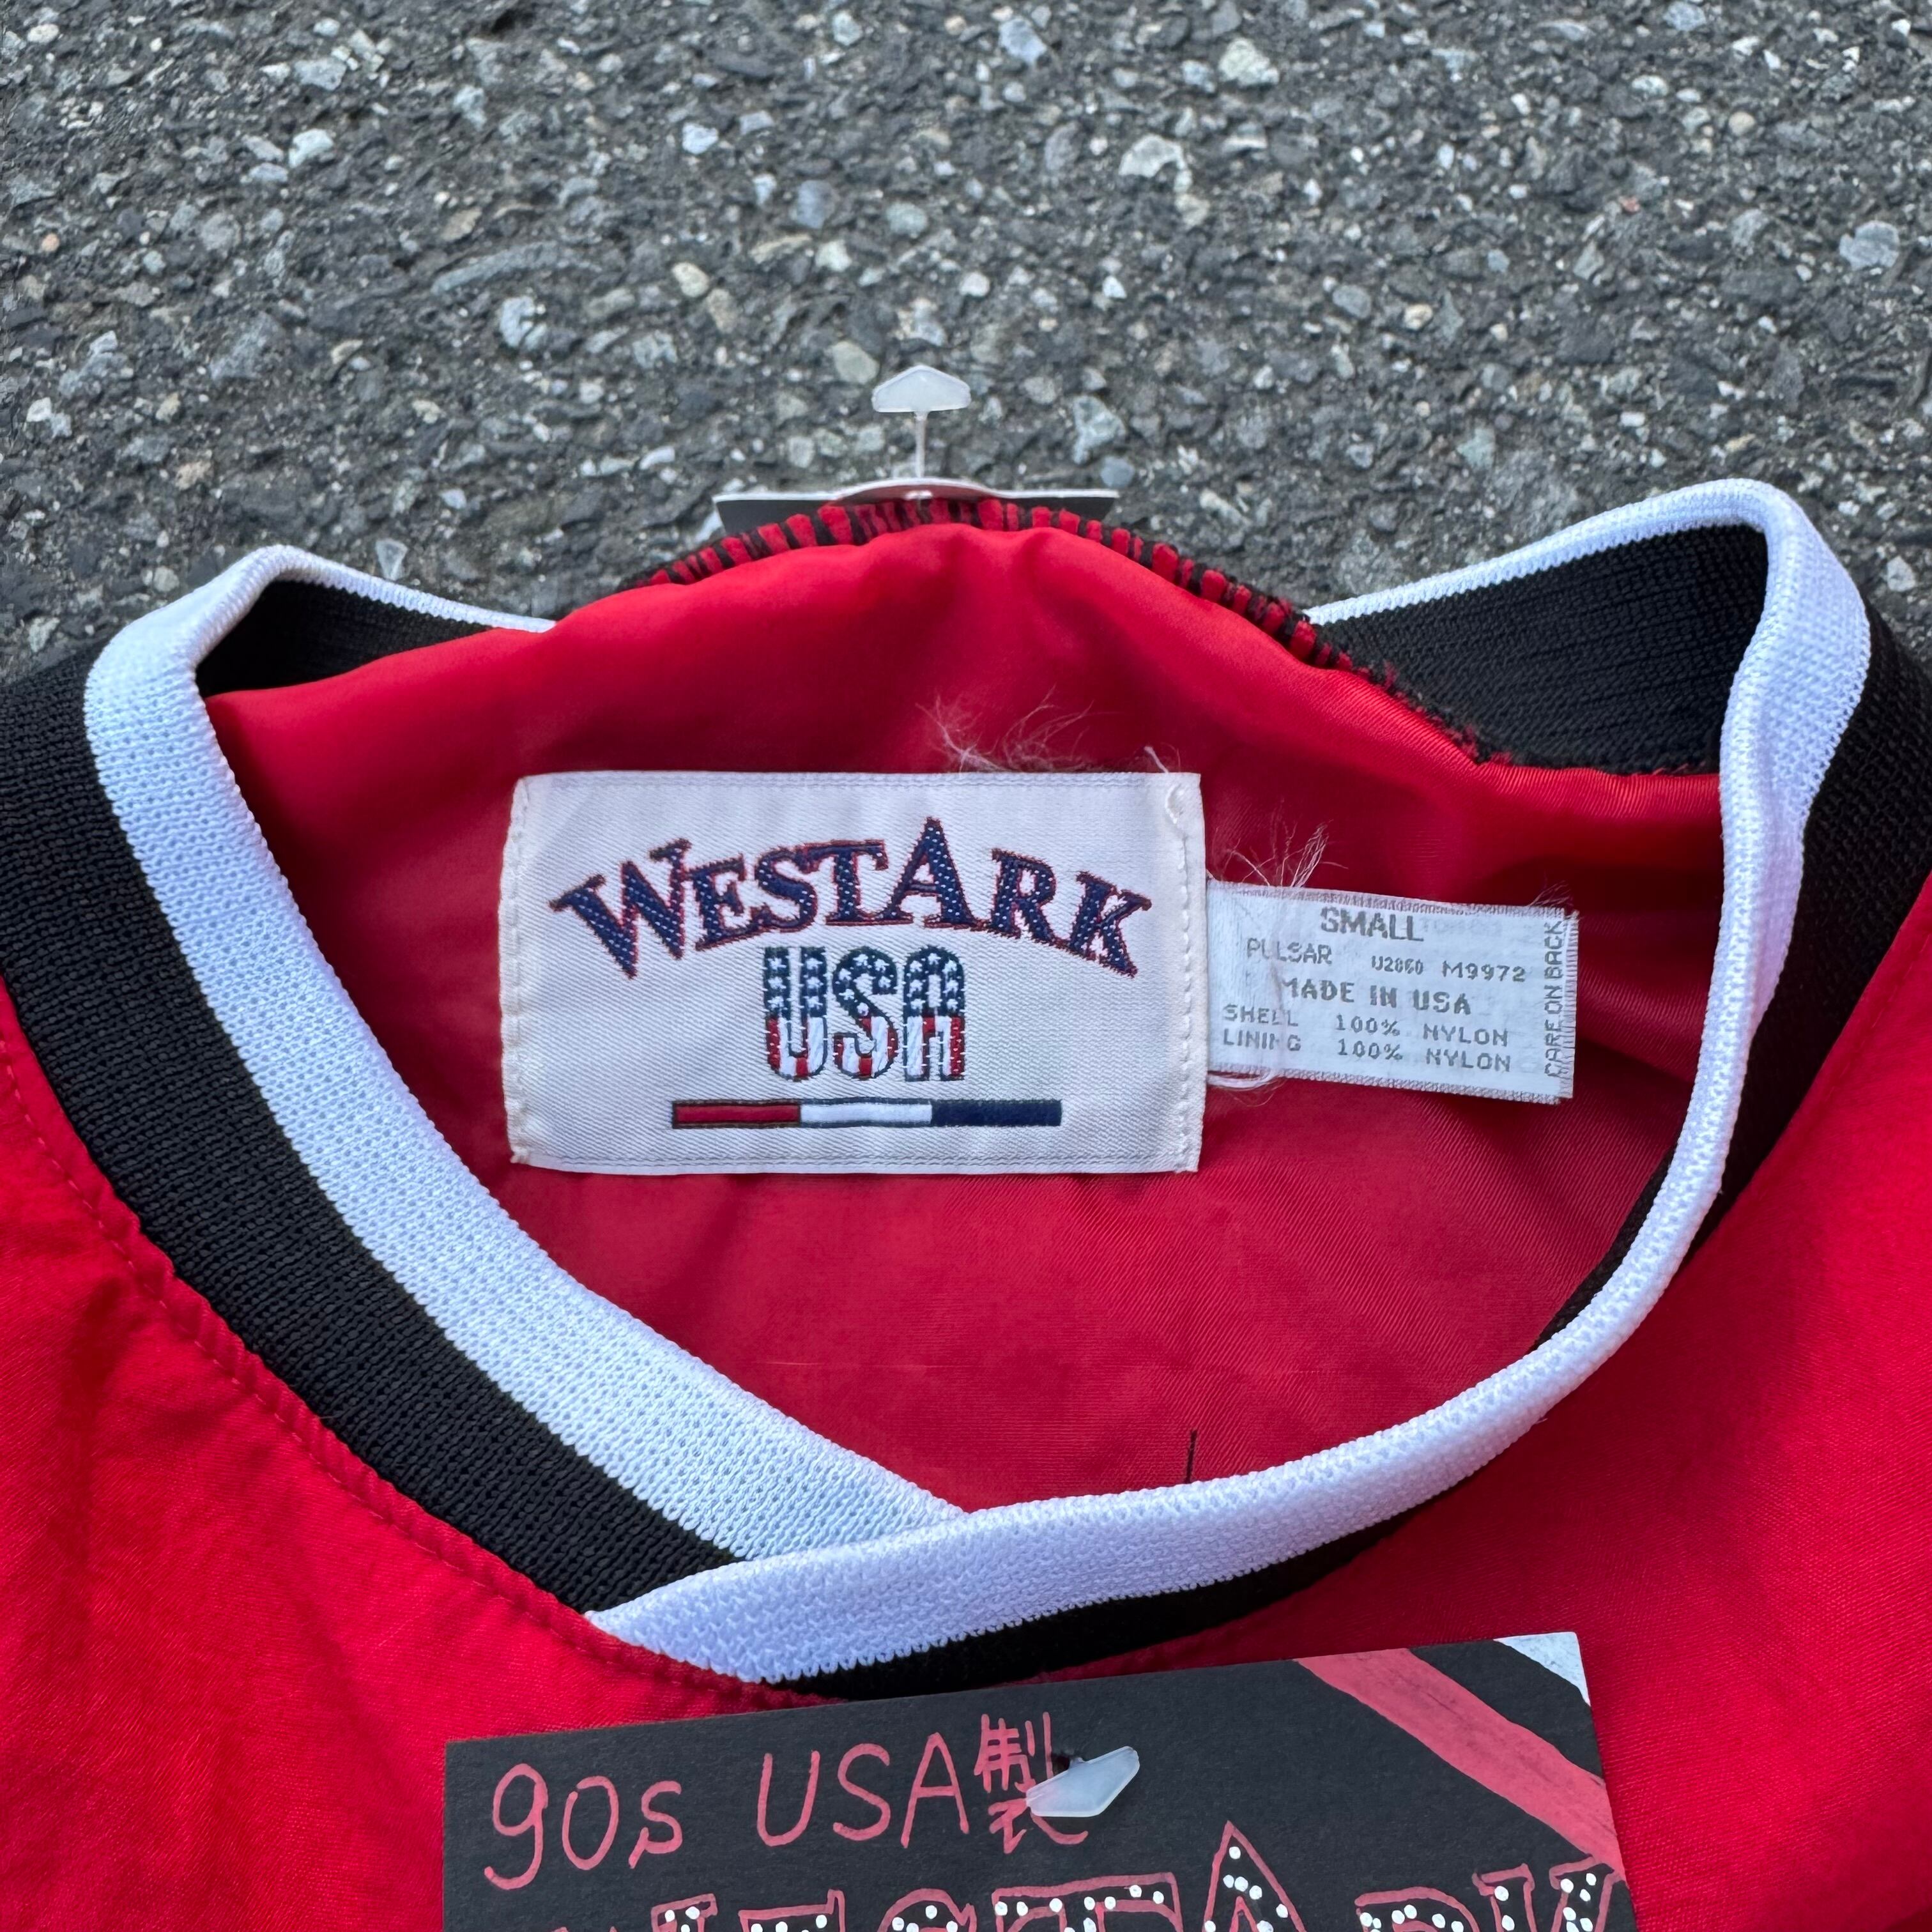 WESTARK
USA
SMALL
PULSAR U2860 M9972
MADE IN USA
SHELL 100% NYLON
LINING 100% NYLON
CARE ON BACK
90s USA製
WESTARK